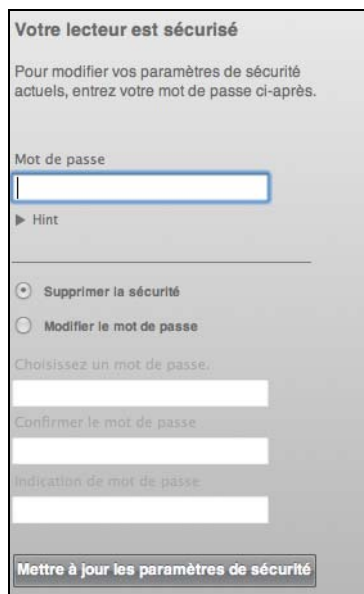 Votre lecteur est sécurisé
Pour modifier vos paramètres de sécurité
actuels, entrez votre mot de passe ci-après.
Mot de passe
Hint
Supprimer la sécurité
Modifier le mot de passe
Choisissez un mot de passe.
Confirmer le mot de passe
Indication de mot de passe
Mettre à jour les paramètres de sécurité